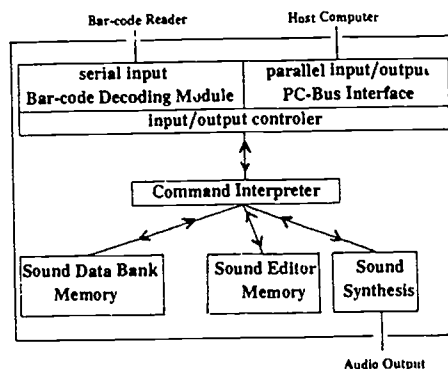 Bar-code Reader
Host Computer
serial input
Bar-code Decoding Module
parallel input/output
PC-Bus Interface
input/output controler
Command Interpreter
Sound Data Bank
Memory
Sound Editor
Memory
Sound
Synthesis
Audio Output